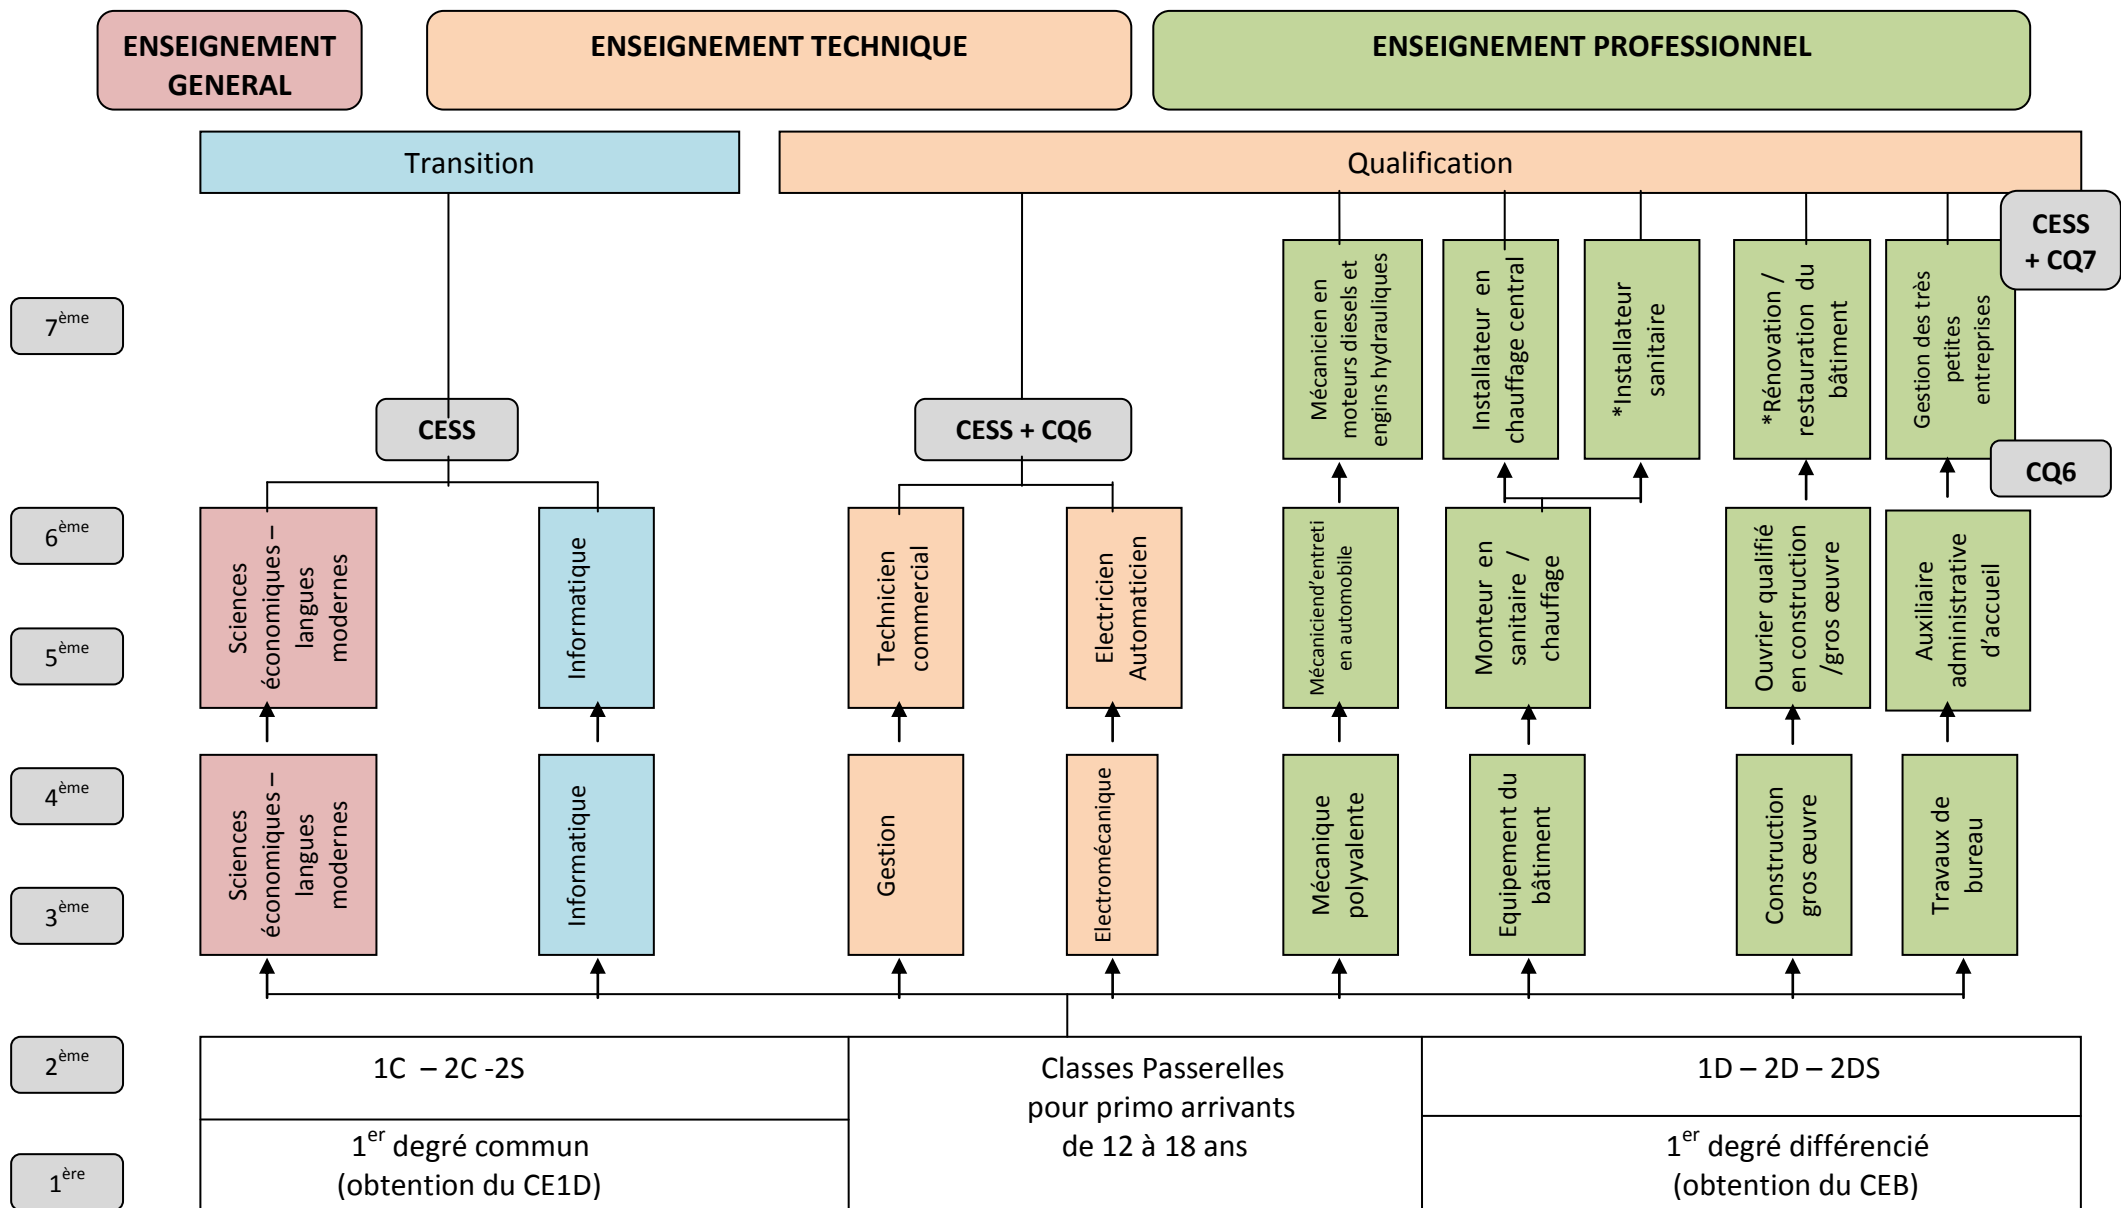 ENSEIGNEMENT
GENERAL
ENSEIGNEMENT TECHNIQUE
ENSEIGNEMENT PROFESSIONNEL
Transition
Qualification
CESS
+ CQ7
7ème
Mécanicien en
moteurs diesels et
engins hydrauliques
Installateur en
chauffage central
*Installateur
sanitaire
*Rénovation /
restauration du
bâtiment
Gestion des très
petites
entreprises
CESS
CESS + CQ6
CQ6
6ème
5ème
Sciences
économiques –
langues
modernes
Informatique
Technicien
commercial
Electricien
Automaticien
Mécaniciend'entreti
en automobile
Monteur en
sanitaire /
chauffage
Ouvrier qualifié
en construction
/gros œuvre
Auxiliaire
administrative
d'accueil
4ème
3ème
Sciences
économiques –
langues
modernes
Informatique
Gestion
Electromécanique
Mécanique
polyvalente
Equipement du
bâtiment
Construction
gros œuvre
Travaux de
bureau
2ème
1C – 2C -2S
Classes Passerelles
pour primo arrivants
de 12 à 18 ans
1D – 2D – 2DS
1ère
1er degré commun
(obtention du CE1D)
1er degré différencié
(obtention du CEB)